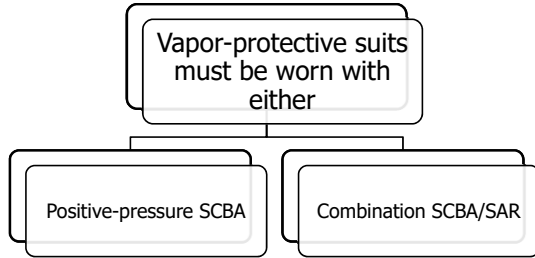 Vapor-protective suits
must be worn with
either
Positive-pressure SCBA
Combination SCBA/SAR